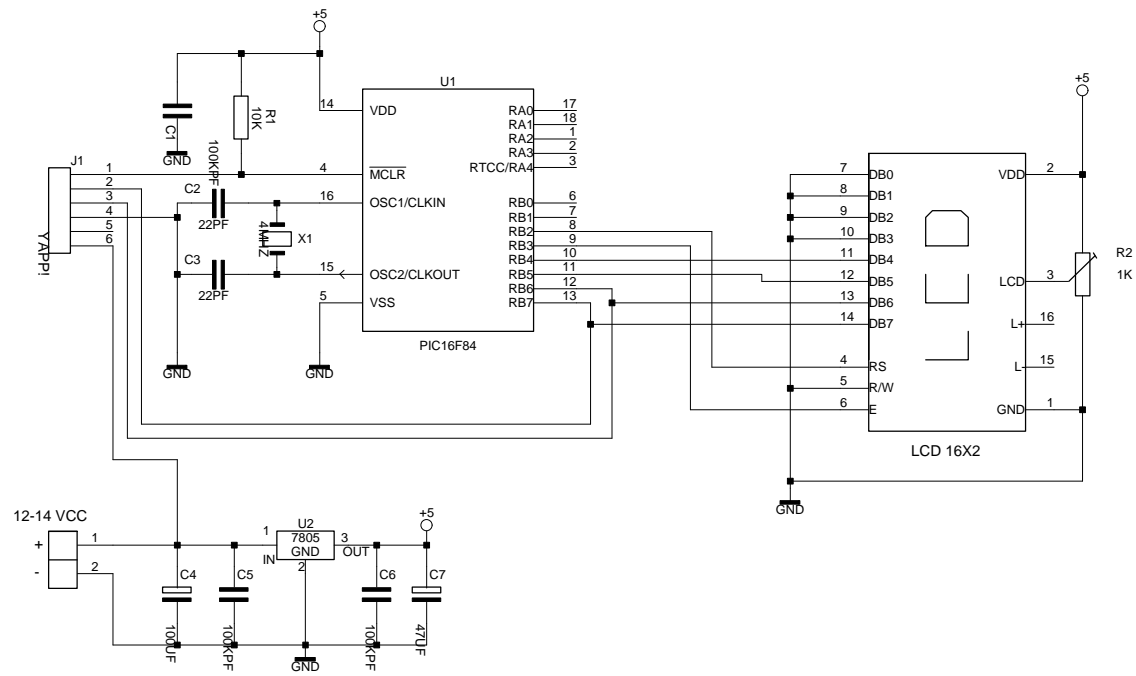 +5
U1
14
VDD
RA0
17
RA1
18
RA2
1
RA3
2
RTCC/RA4
3
R1
10K
C1
GND
100KPF
J1
1
2
3
4
5
6
Y APP!
4
MCLR
C2
16
OSC1/CLKIN
22PF
4MHZ
X1
C3
15
OSC2/CLKOUT
22PF
5
VSS
RB0
6
RB1
7
RB2
8
RB3
9
RB4
10
RB5
11
RB6
12
RB7
13
PIC16F84
GND
GND
+5
7
DB0
8
DB1
9
DB2
10
DB3
11
DB4
12
DB5
13
DB6
14
DB7
4
RS
5
R/W
6
E
VDD
2
LCD
3
L+
16
L-
15
GND
1
R2
1K
LCD 16X2
GND
12-14 VCC
+
1
-
2
1
IN
U2
7805
GND
2
3
OUT
+5
C4
100UF
C5
100KPF
C6
100KPF
C7
47UF
GND